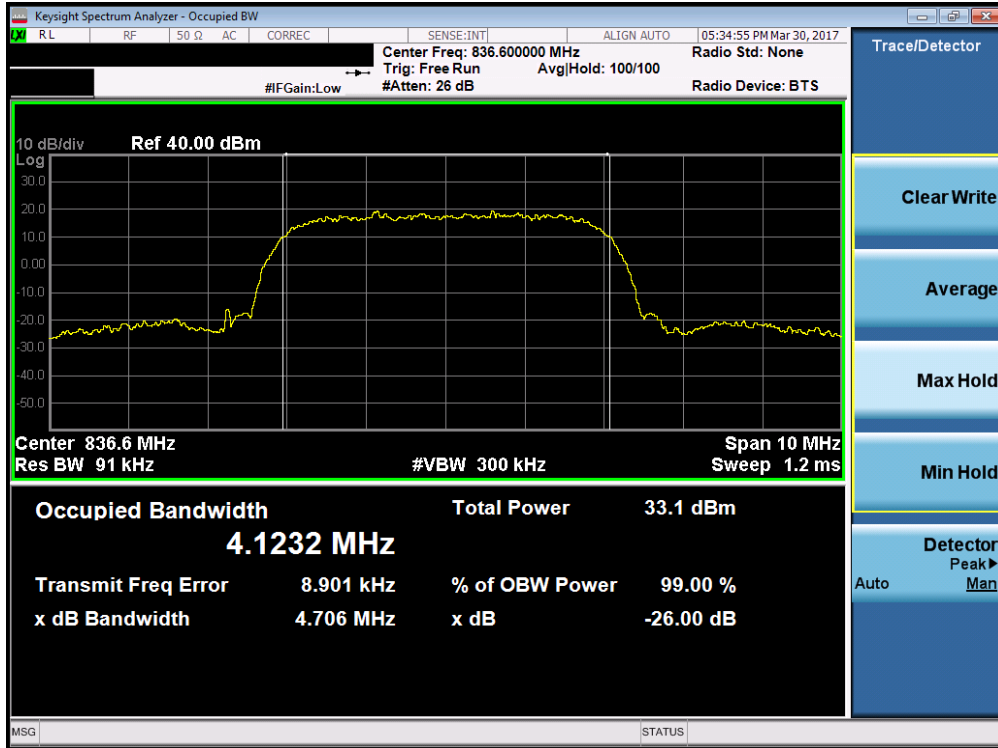 Keysight Spectrum Analyzer - Occupied BW
LXI RL RF 50 Ω AC CORREC SENSE:INT ALIGN AUTO 05:34:55 PM Mar 30, 2017
Center Freq: 836.600000 MHz Radio Std: None
Trig: Free Run Avg|Hold: 100/100
#IFGain:Low #Atten: 26 dB Radio Device: BTS
10 dB/div Ref 40.00 dBm
Log
30.0
20.0
10.0
0.00
-10.0
-20.0
-30.0
-40.0
-50.0
Center 836.6 MHz Span 10 MHz
Res BW 91 kHz #VBW 300 kHz Sweep 1.2 ms
Occupied Bandwidth Total Power 33.1 dBm
4.1232 MHz
Transmit Freq Error 8.901 kHz % of OBW Power 99.00 %
x dB Bandwidth 4.706 MHz x dB -26.00 dB
MSG STATUS
Trace/Detector
Clear Write
Average
Max Hold
Min Hold
Detector
Peak▶
Auto Man